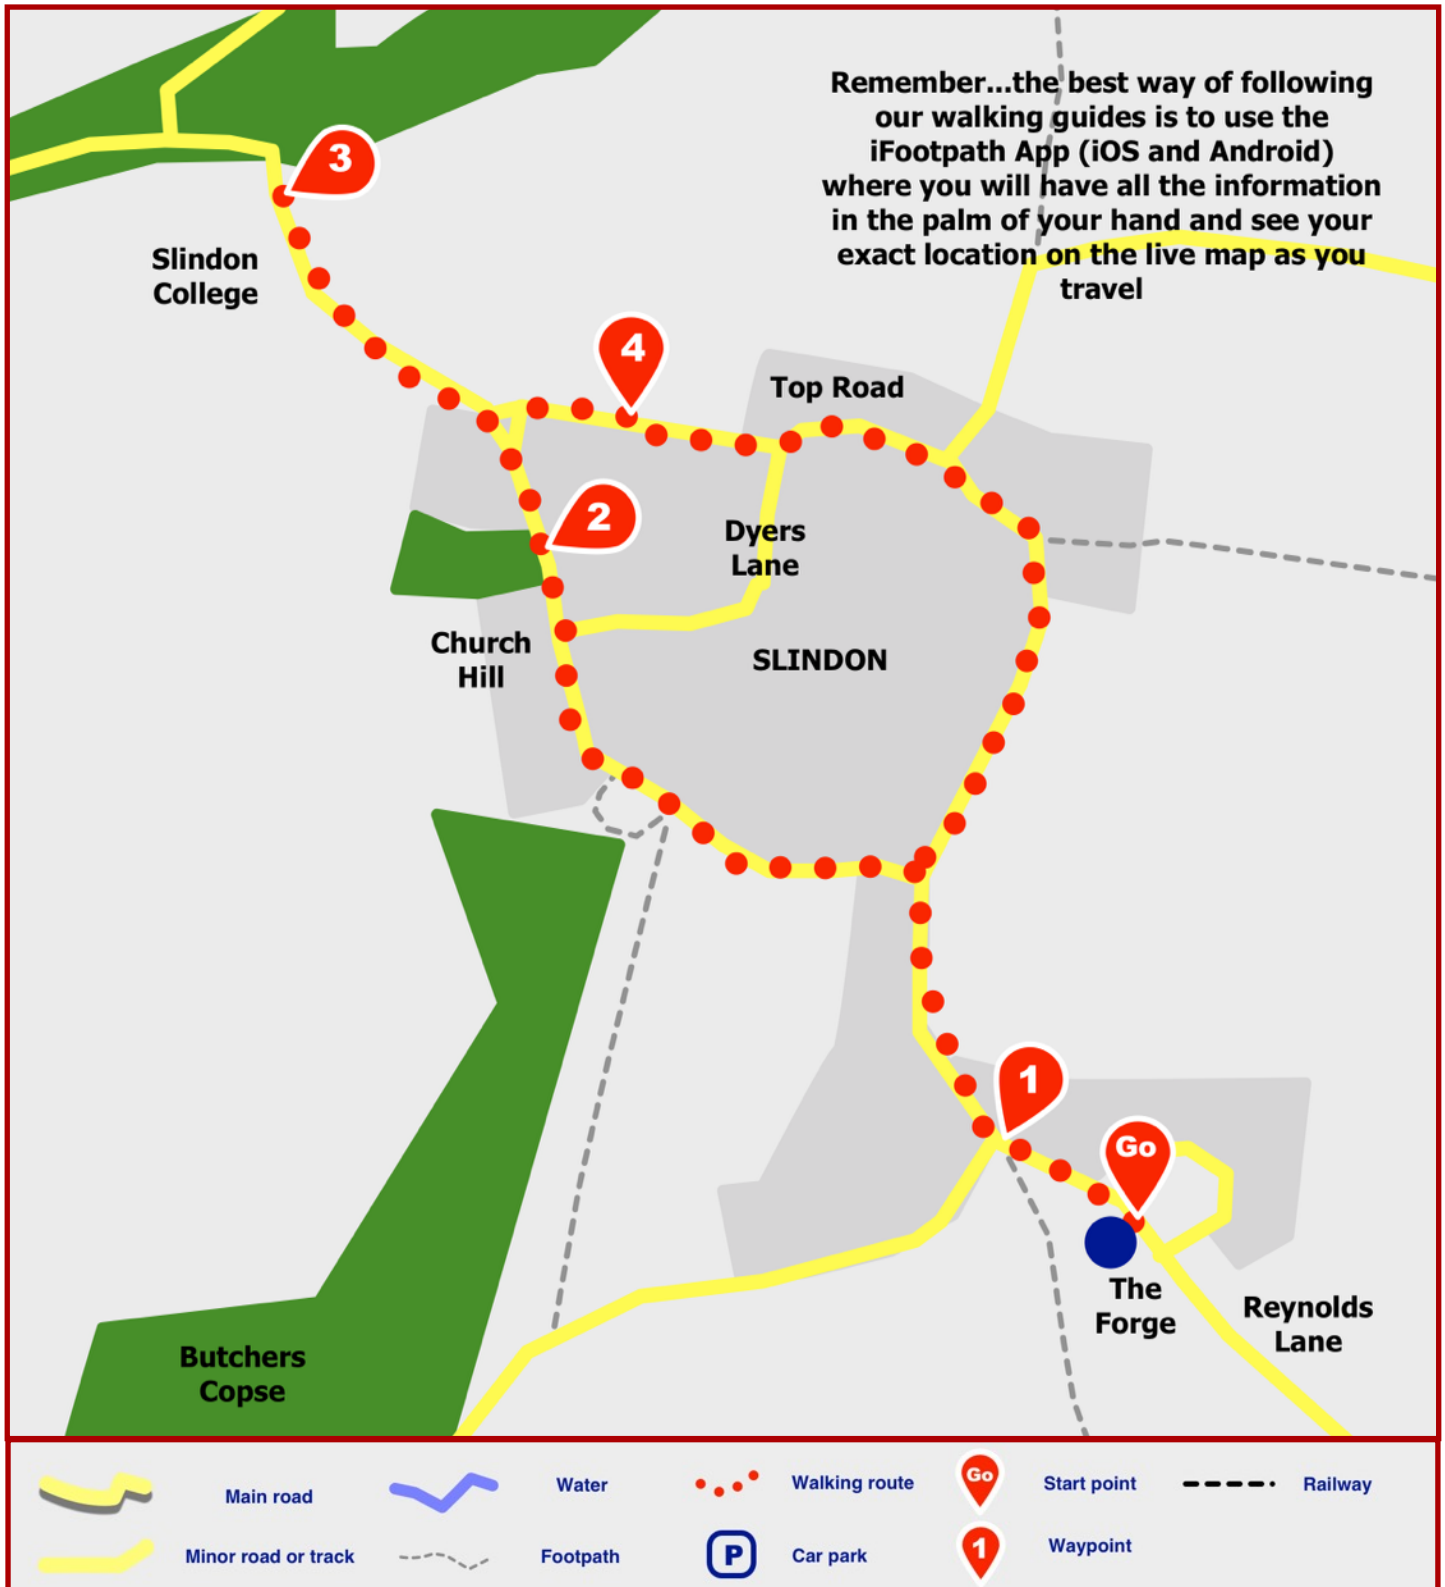 Remember...the best way of following
our walking guides is to use the
iFootpath App (iOS and Android)
where you will have all the information
in the palm of your hand and see your
exact location on the live map as you
travel
3
Slindon
College
4
Top Road
2
Dyers
Lane
Church
Hill
SLINDON
1
Go
The
Forge
Reynolds
Lane
Butchers
Copse
Main road
Water
Walking route
Go
Start point
Railway
Minor road or track
Footpath
P
Car park
1
Waypoint